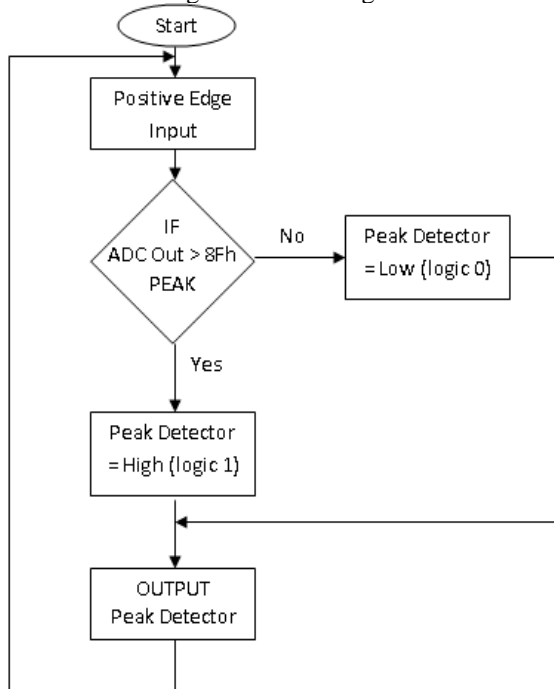 Start
Positive Edge
Input
IF
ADC Out > 8Fh
PEAK
No
Peak Detector
= Low (logic 0)
Yes
Peak Detector
= High (logic 1)
OUTPUT
Peak Detector